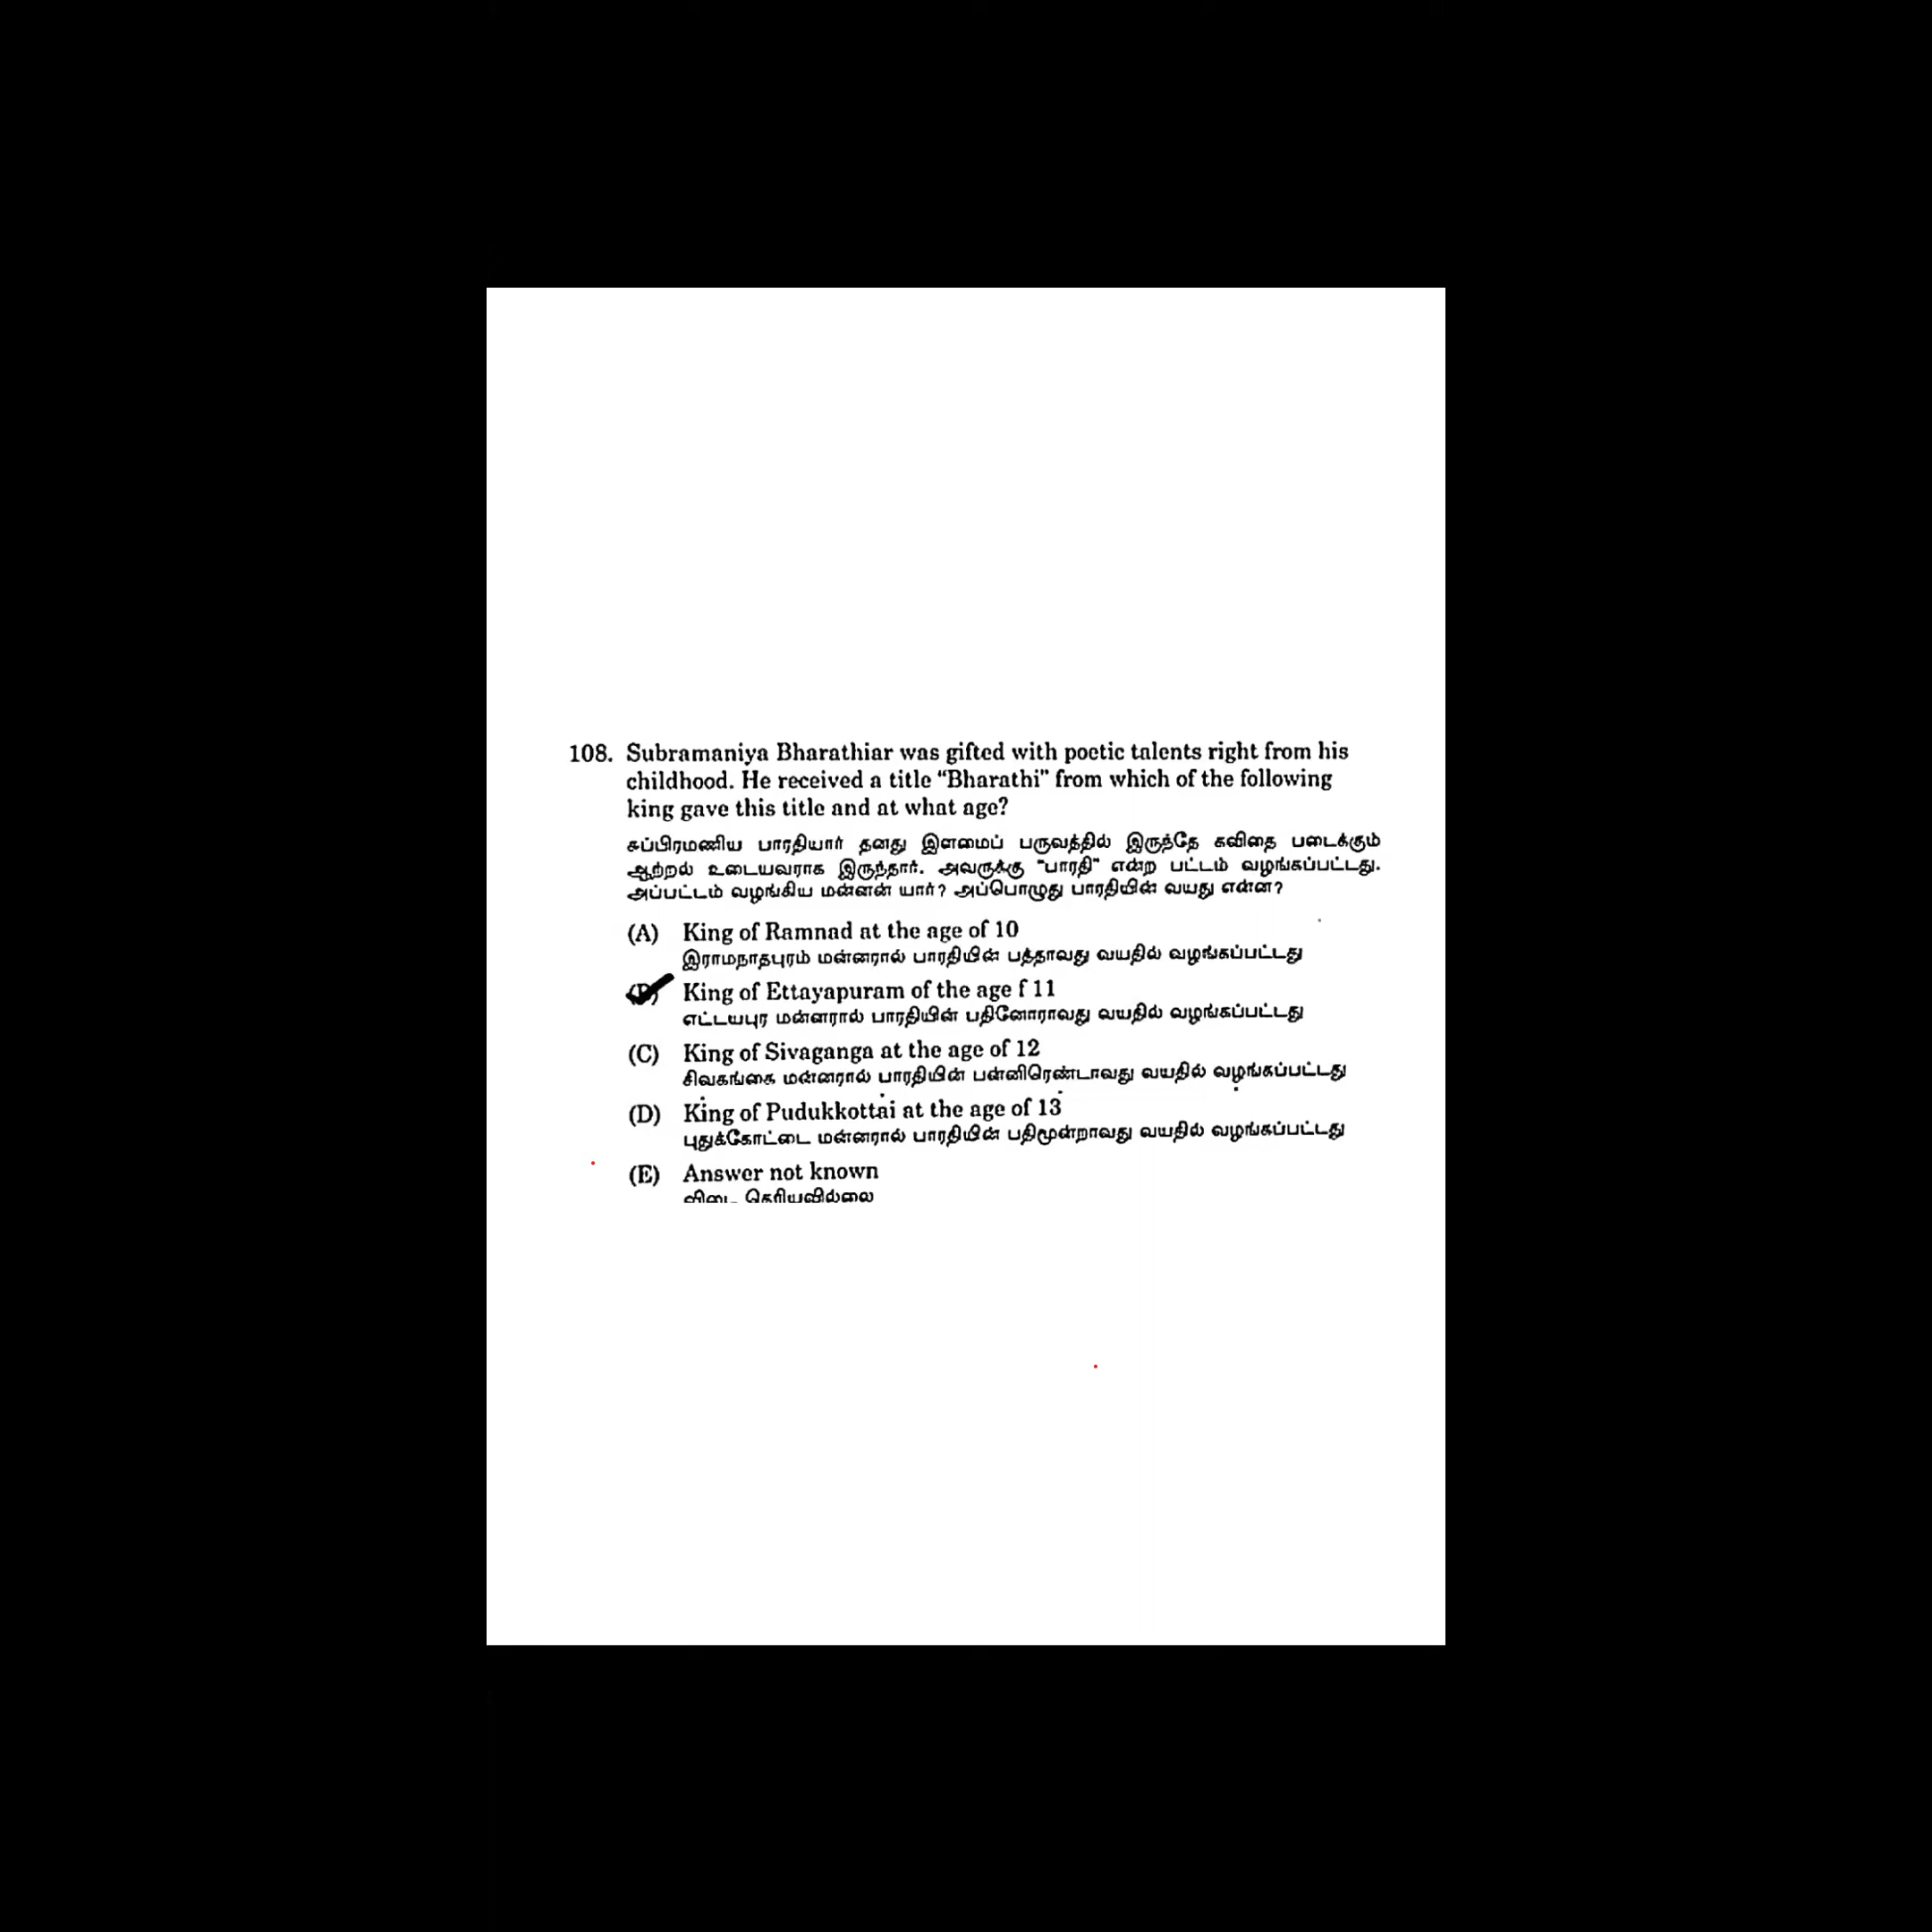 108. Subramaniya Bharathiar was gifted with poetic talents right from his
childhood. He received a title “Bharathi” from which of the following
king gave this title and at what age?
சுப்பிரமணிய பாரதியார் தனது இளமைப் பருவத்தில் இருந்தே கவிதை படைக்கும்
ஆற்றல் உடையவராக இருந்தார். அவருக்கு “பாரதி” என்ற பட்டம் வழங்கப்பட்டது.
அப்பட்டம் வழங்கிய மன்னன் யார்? அப்பொழுது பாரதியின் வயது என்ன?
(A) King of Ramnad at the age of 10
இராமநாதபுரம் மன்னரால் பாரதியின் பத்தாவது வயதில் வழங்கப்பட்டது
(B) King of Ettayapuram of the age f 11
எட்டயபுர மன்னரால் பாரதியின் பதினோராவது வயதில் வழங்கப்பட்டது
(C) King of Sivaganga at the age of 12
சிவகங்கை மன்னரால் பாரதியின் பன்னிரெண்டாவது வயதில் வழங்கப்பட்டது
(D) King of Pudukkottai at the age of 13
புதுக்கோட்டை மன்னரால் பாரதியின் பதிமூன்றாவது வயதில் வழங்கப்பட்டது
(E) Answer not known
விடை தெரியவில்லை